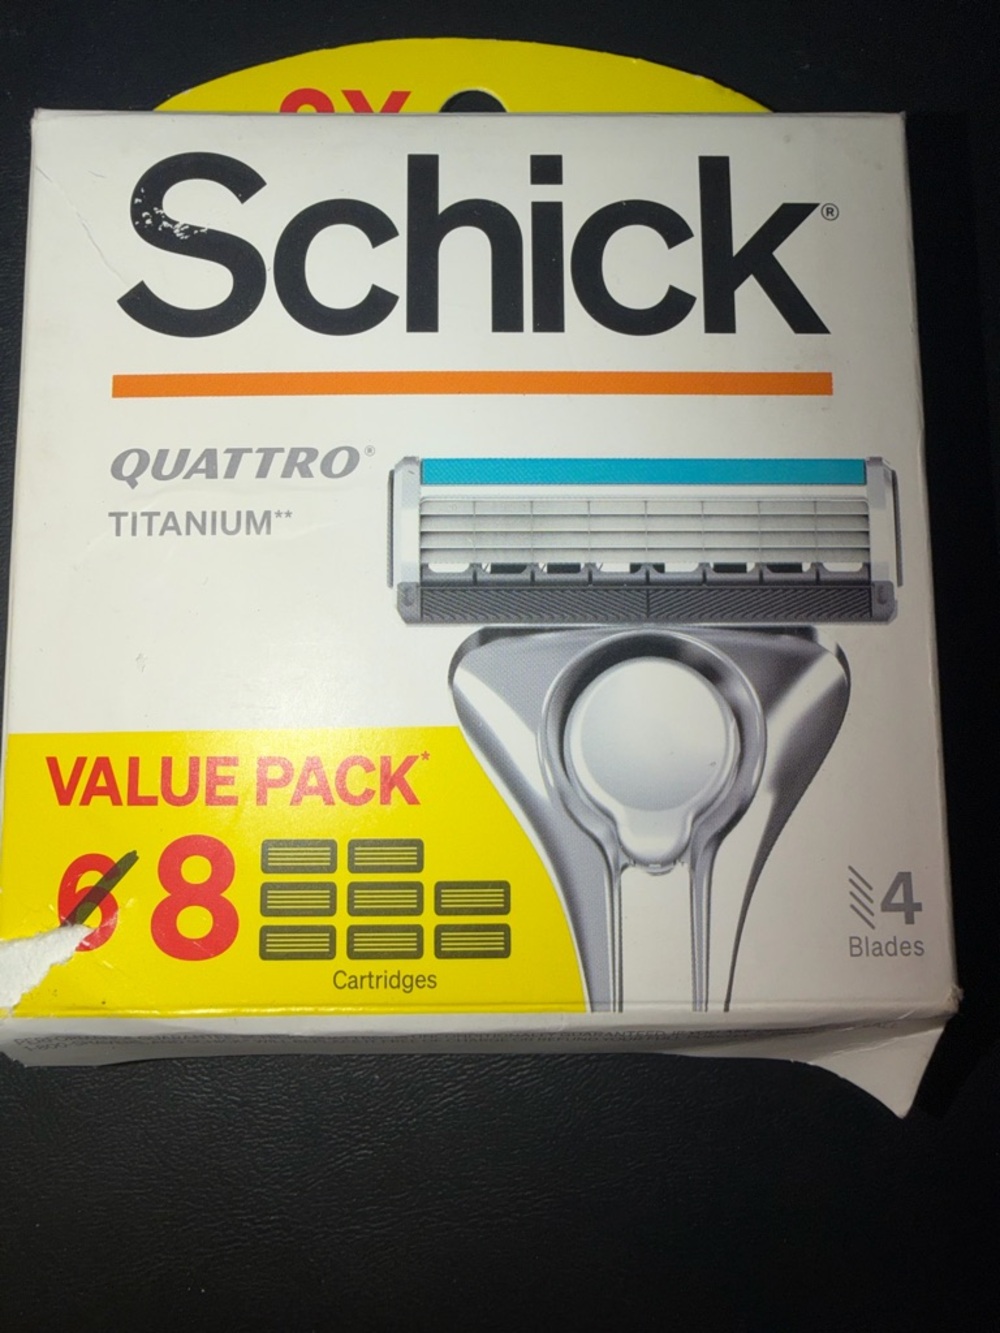 Schick®
QUATTRO®
TITANIUM**
VALUE PACK*
6 8
Cartridges
4
Blades